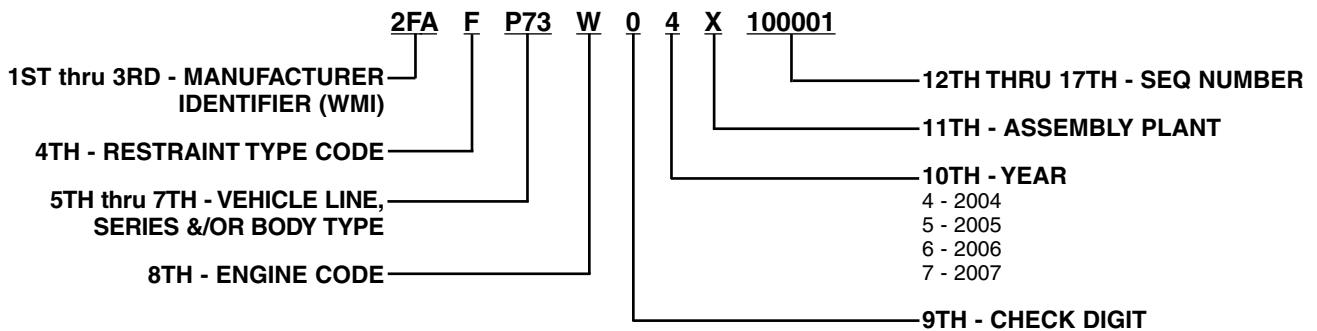 2FA F P73 W 0 4 X 100001
1ST thru 3RD - MANUFACTURER
IDENTIFIER (WMI)
4TH - RESTRAINT TYPE CODE
5TH thru 7TH - VEHICLE LINE,
SERIES &/OR BODY TYPE
8TH - ENGINE CODE
12TH THRU 17TH - SEQ NUMBER
11TH - ASSEMBLY PLANT
10TH - YEAR
4 - 2004
5 - 2005
6 - 2006
7 - 2007
9TH - CHECK DIGIT